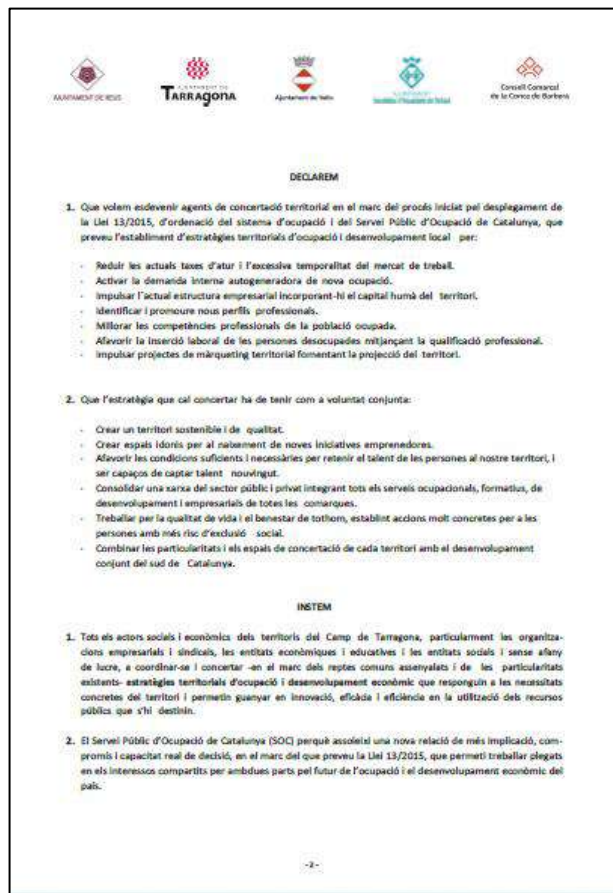 AJUNTAMENT DE REUS
AJUNTAMENT DE
TARRAGONA
Ajuntament de Valls
Consell Comarcal
de la Conca de Barberà
DECLAREM
1. Que volem esdevenir agents de concertació territorial en el marc del procés iniciat pel desplegament de
la Llei 13/2015, d'ordenació del sistema d'ocupació i del Servei Públic d'Ocupació de Catalunya, que
preveu l'establiment d'estratègies territorials d'ocupació i desenvolupament local per:
- Reduir les actuals taxes d'atur i l'excessiva temporalitat del mercat de treball.
- Activar la demanda interna autogeneradora de nova ocupació.
- Impulsar l'actual estructura empresarial incorporant-hi el capital humà del territori.
- Identificar i promoure nous perfils professionals.
- Millorar les competències professionals de la població ocupada.
- Afavorir la inserció laboral de les persones desocupades mitjançant la qualificació professional.
- Impulsar projectes de màrqueting territorial fomentant la projecció del territori.
2. Que l'estratègia que cal concertar ha de tenir com a voluntat conjunta:
- Crear un territori sostenible i de qualitat.
- Crear espais idonis per al naixement de noves iniciatives emprenedores.
- Afavorir les condicions suficients i necessàries per retenir el talent de les persones al nostre territori, i
ser capaços de captar talent nouvingut.
- Consolidar una xarxa del sector públic i privat integrant tots els serveis ocupacionals, formatius, de
desenvolupament i empresarials de totes les comarques.
- Treballar per la qualitat de vida i el benestar de tothom, establint accions molt concretes per a les
persones amb més risc d'exclusió social.
- Combinar les particularitats i els espais de concertació de cada territori amb el desenvolupament
conjunt del sud de Catalunya.
INSTEM
1. Tots els actors socials i econòmics dels territoris del Camp de Tarragona, particularment les organitza-
cions empresarials i sindicals, les entitats econòmiques i educatives i les entitats socials i sense afany
de lucre, a coordinar-se i concertar -en el marc dels reptes comuns assenyalats i de les particularitats
existents- estratègies territorials d'ocupació i desenvolupament econòmic que responguin a les necessitats
concretes del territori i permetin guanyar en innovació, eficàcia i eficiència en la utilització dels recursos
públics que s'hi destinin.
2. El Servei Públic d'Ocupació de Catalunya (SOC) perquè assoleixi una nova relació de més implicació, com-
promís i capacitat real de decisió, en el marc del que preveu la Llei 13/2015, que permeti treballar plegats
en els interessos compartits per ambdues parts pel futur de l'ocupació i el desenvolupament econòmic del
país.
-2-